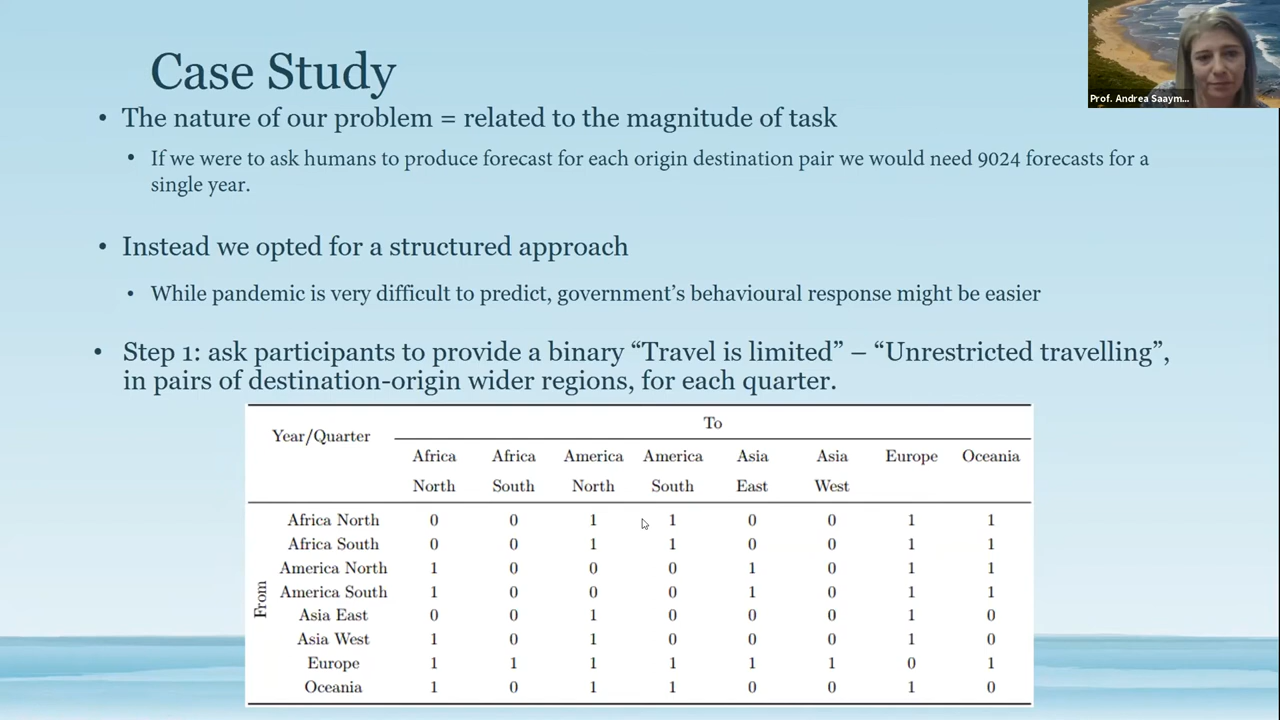 Case Study
• The nature of our problem = related to the magnitude of task
• If we were to ask humans to produce forecast for each origin destination pair we would need 9024 forecasts for a
single year.
• Instead we opted for a structured approach
• While pandemic is very difficult to predict, government’s behavioural response might be easier
• Step 1: ask participants to provide a binary “Travel is limited” – “Unrestricted travelling”,
in pairs of destination-origin wider regions, for each quarter.
Year/Quarter To
Africa North Africa South America North America South Asia East Asia West Europe Oceania
From
Africa North 0 0 1 1 0 0 1 1
Africa South 0 0 1 1 0 0 1 1
America North 1 0 0 0 1 0 1 1
America South 1 0 0 0 1 0 1 1
Asia East 0 0 1 0 0 0 1 0
Asia West 1 0 1 0 0 0 1 0
Europe 1 1 1 1 1 1 0 1
Oceania 1 0 1 1 0 0 1 0
Prof. Andrea Saaym...